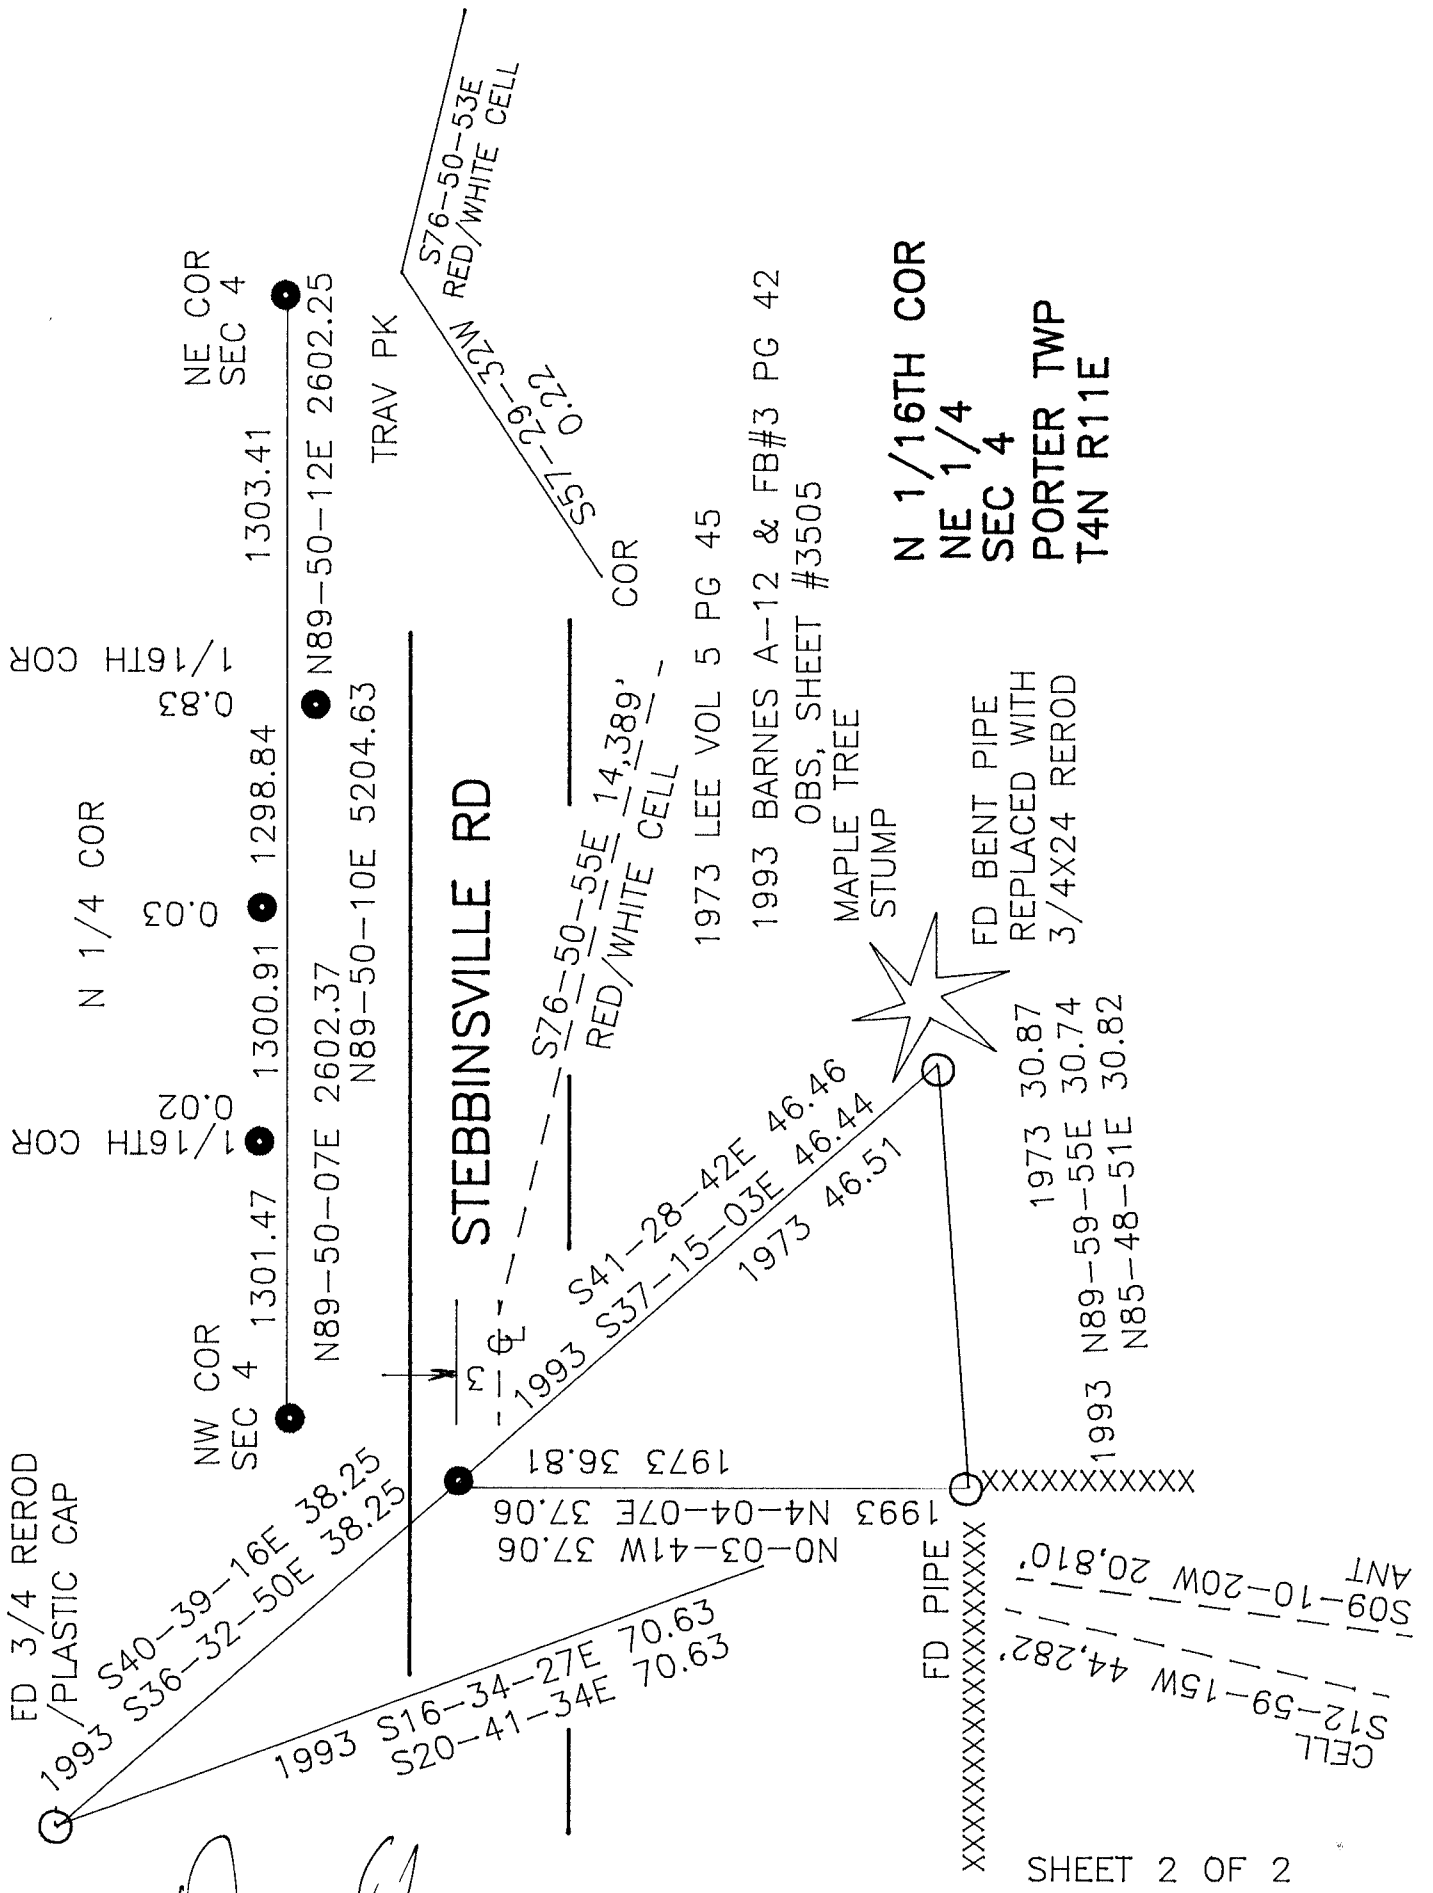 FD 3/4 REROD
/PLASTIC CAP
1993 S40-39-16E 38.25
S36-32-50E 38.25
1993 S16-34-27E 70.63
S20-41-34E 70.63
NW COR
SEC 4
1301.47
1/16TH COR
0.02
1300.91
N 1/4 COR
0.03
1298.84
1/16TH COR
0.83
1303.41
NE COR
SEC 4
N89-50-07E 2602.37
N89-50-12E 2602.25
N89-50-10E 5204.63
TRAV PK
S76-50-53E
RED/WHITE CELL
S57-29-32W
0.22
COR
STEBBINSVILLE RD
3
CL
S76-50-55E 14,389'
RED/WHITE CELL
S41-28-42E 46.46
1993 S37-15-03E 46.44
1973 46.51
1973 36.81
1993 N4-04-07E 37.06
N0-03-41W 37.06
1973 LEE VOL 5 PG 45
1993 BARNES A-12 & FB#3 PG 42
OBS, SHEET #3505
MAPLE TREE
STUMP
FD BENT PIPE
REPLACED WITH
3/4X24 REROD
1973 30.87
1993 N89-59-55E 30.74
N85-48-51E 30.82
FD PIPE
XXXXXXXXXXX
XXXXXXXXXXXXXXXXXXXXXX
S09-10-20W 20,810'
ANT
S12-59-15W 44,282'
CELL
N 1/16TH COR
NE 1/4
SEC 4
PORTER TWP
T4N R11E
SHEET 2 OF 2